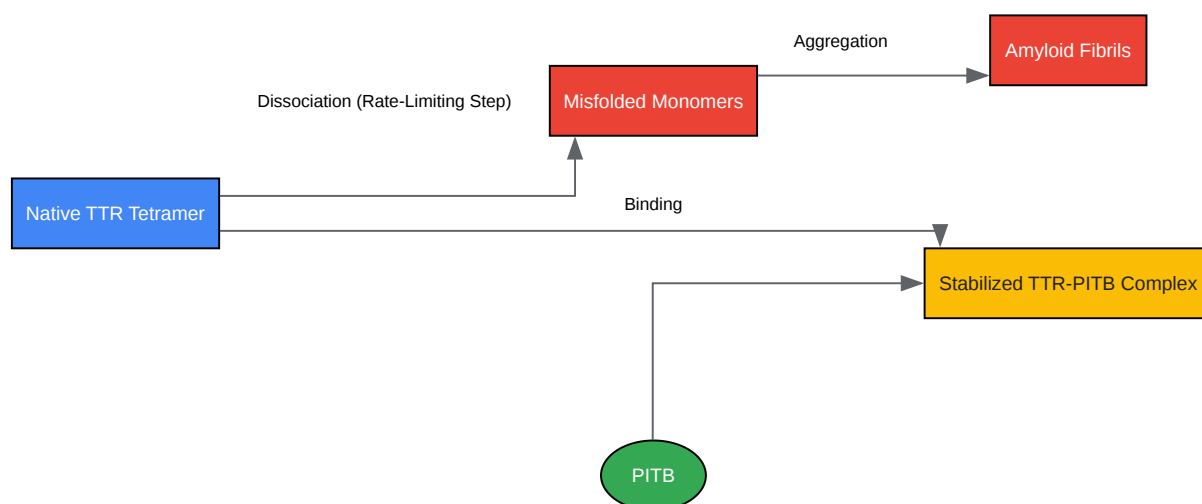 Aggregation
Amyloid Fibrils
Misfolded Monomers
Dissociation (Rate-Limiting Step)
Native TTR Tetramer
Binding
Stabilized TTR-PITB Complex
PITB